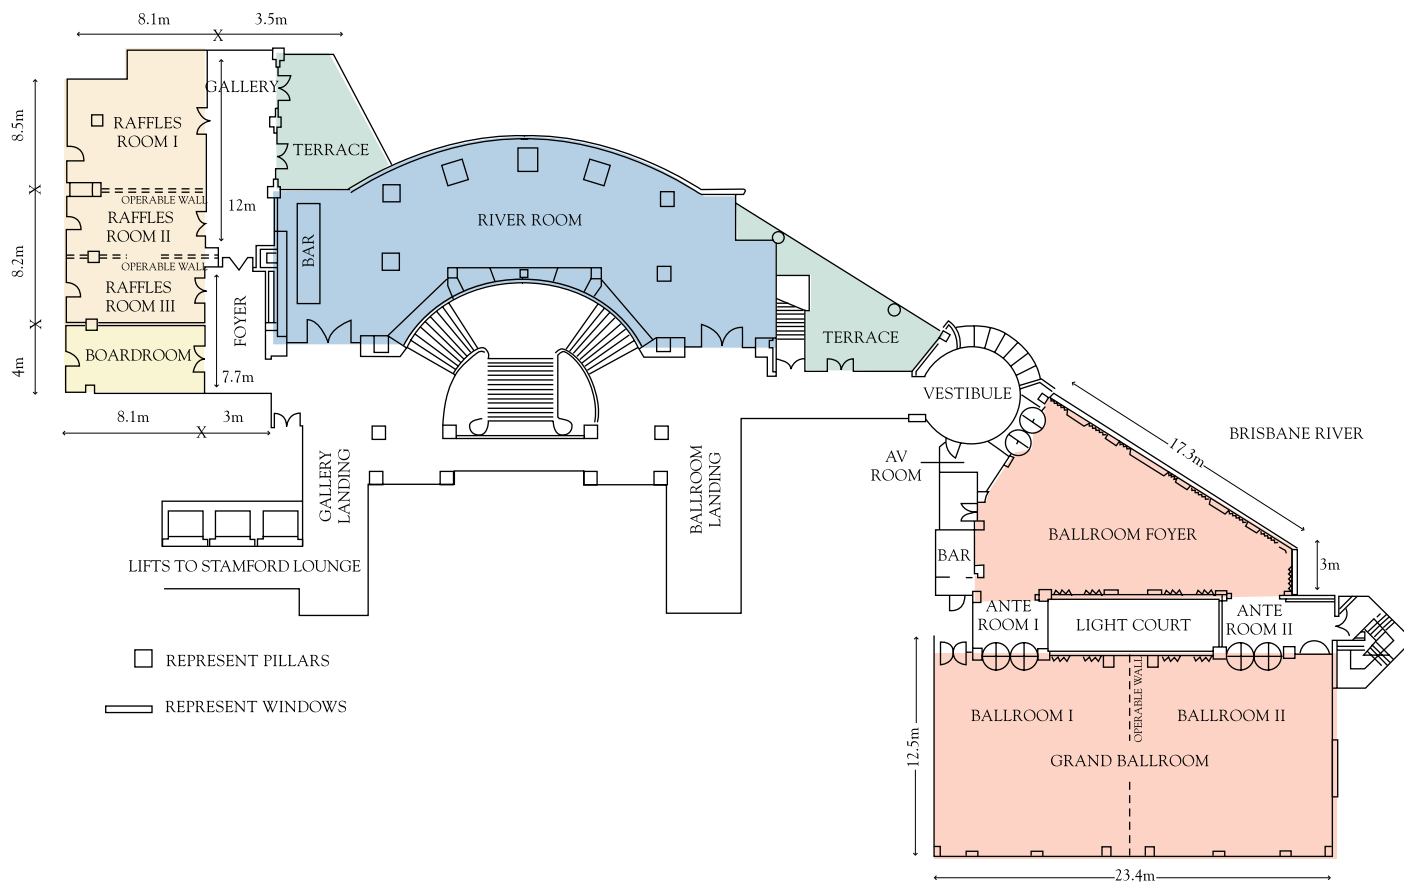 8.1m
3.5m
X
GALLERY
8.5m
RAFFLES
ROOM I
TERRACE
X
OPERABLE WALL
12m
RAFFLES
ROOM II
BAR
RIVER ROOM
8.2m
OPERABLE WALL
RAFFLES
ROOM III
FOYER
X
BOARDROOM
TERRACE
4m
7.7m
VESTIBULE
8.1m
X
3m
BRISBANE RIVER
17.3m
AV
ROOM
GALLERY
LANDING
BALLROOM
LANDING
BALLROOM FOYER
BAR
3m
LIFTS TO STAMFORD LOUNGE
ANTE
ROOM I
LIGHT COURT
ANTE
ROOM II
REPRESENT PILLARS
REPRESENT WINDOWS
OPERABLE WALL
BALLROOM I
BALLROOM II
12.5m
GRAND BALLROOM
23.4m